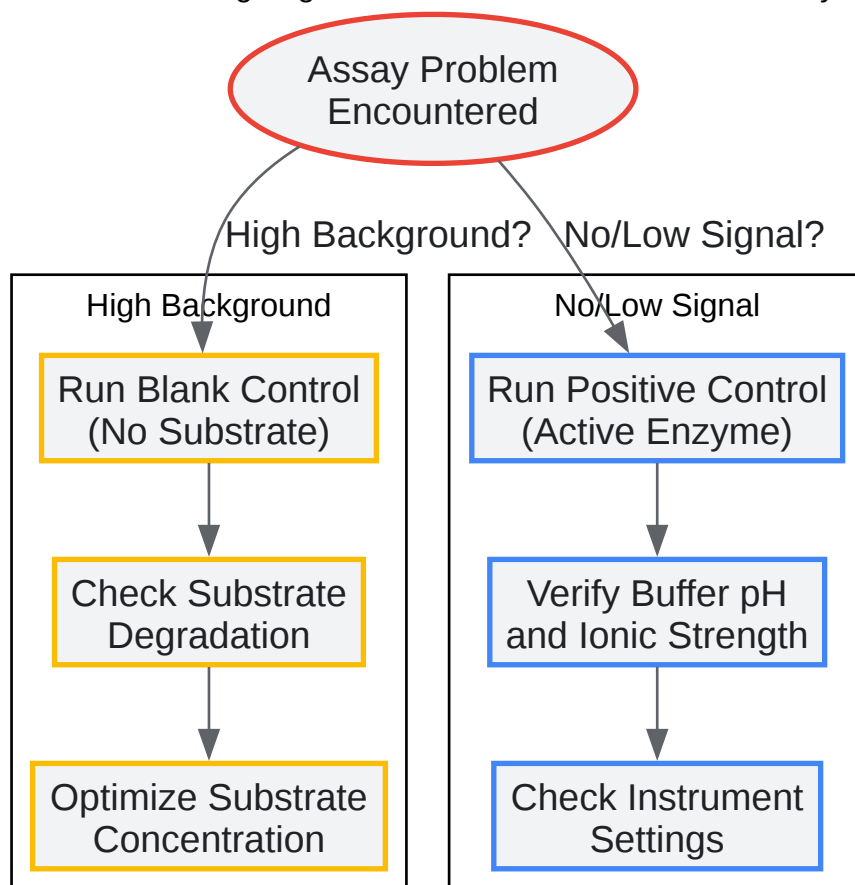 Assay Problem
Encountered
High Background?
No/Low Signal?
High Background
Run Blank Control
(No Substrate)
Check Substrate
Degradation
Optimize Substrate
Concentration
No/Low Signal
Run Positive Control
(Active Enzyme)
Verify Buffer pH
and Ionic Strength
Check Instrument
Settings